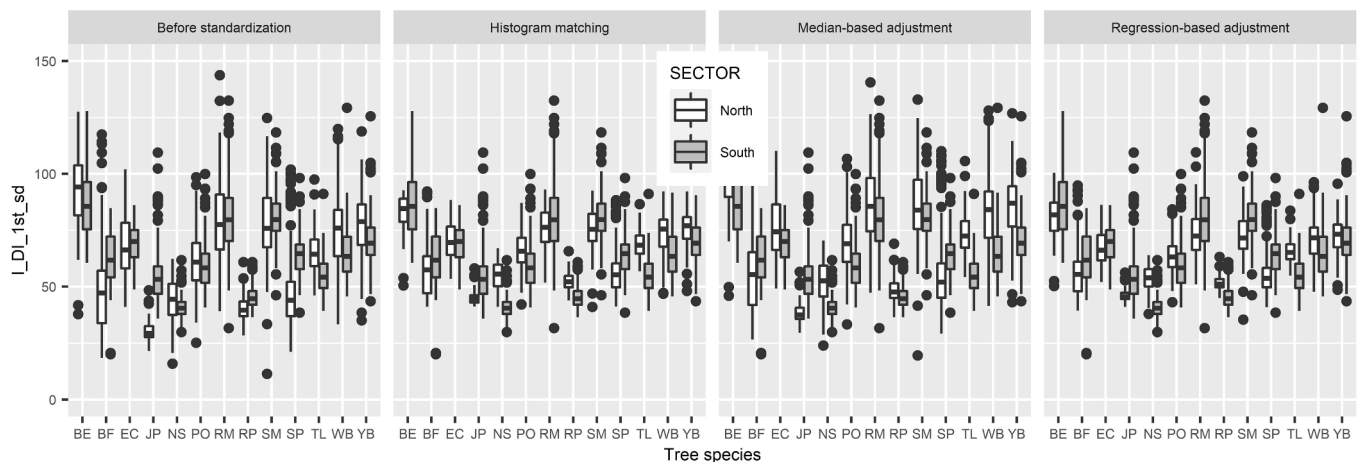 Before standardization
Histogram matching
Median-based adjustment
Regression-based adjustment
SECTOR
North
South
I_DI_1st_sd
150
100
50
0
BE BF EC JP NS PO RM RP SM SP TL WB YB
BE BF EC JP NS PO RM RP SM SP TL WB YB
BE BF EC JP NS PO RM RP SM SP TL WB YB
BE BF EC JP NS PO RM RP SM SP TL WB YB
Tree species